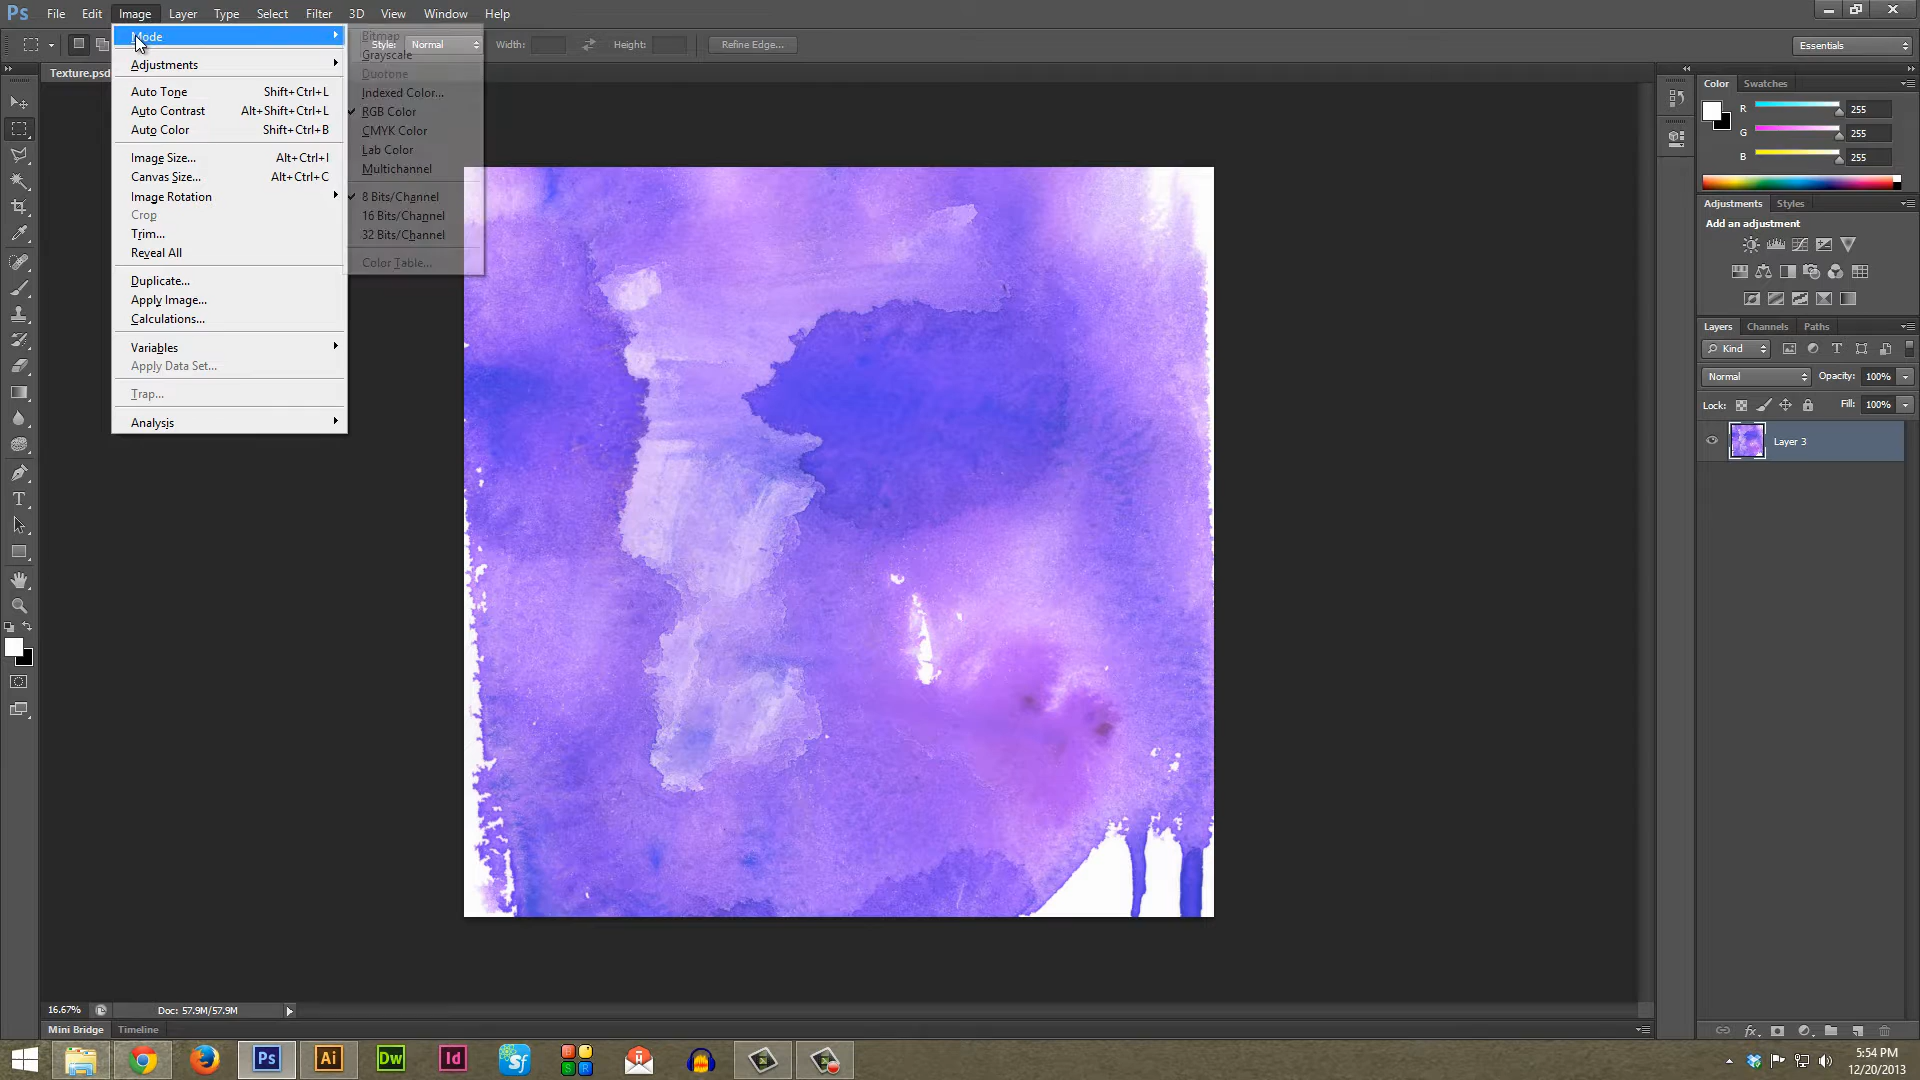 Ps File Edit Image Layer Type Select Filter 3D View Window Help
Style: Normal Width: Height: Refine Edge... Essentials
Texture.psd
Mode
Adjustments
Auto Tone Shift+Ctrl+L
Auto Contrast Alt+Shift+Ctrl+L
Auto Color Shift+Ctrl+B
Image Size... Alt+Ctrl+I
Canvas Size... Alt+Ctrl+C
Image Rotation
Crop
Trim...
Reveal All
Duplicate...
Apply Image...
Calculations...
Variables
Apply Data Set...
Trap...
Analysis
Bitmap
Grayscale
Duotone
Indexed Color...
RGB Color
CMYK Color
Lab Color
Multichannel
8 Bits/Channel
16 Bits/Channel
32 Bits/Channel
Color Table...
Color Swatches
R 255
G 255
B 255
Adjustments Styles
Add an adjustment
Layers Channels Paths
Kind
Normal Opacity: 100%
Lock: Fill: 100%
Layer 3
16.67% Doc: 57.9M/57.9M
Mini Bridge Timeline
Ps Ai Dw Id Sf
5:54 PM
12/20/2013